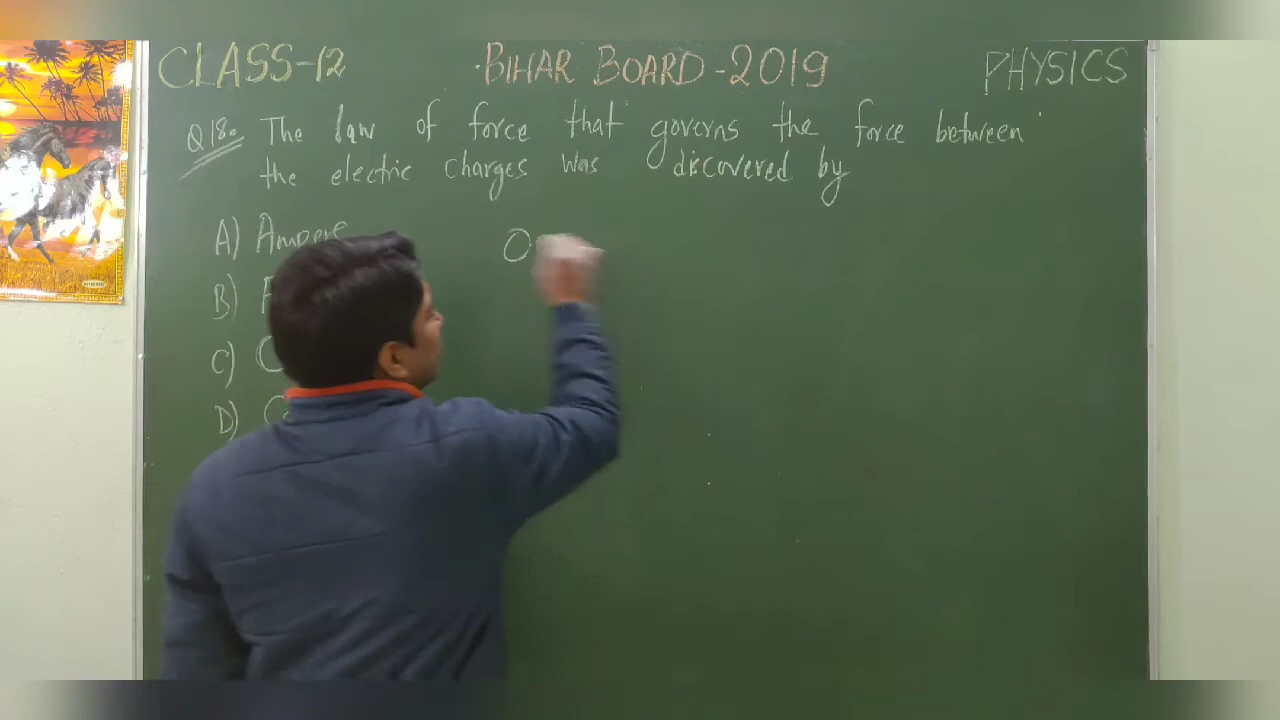 CLASS-12 BIHAR BOARD-2019 PHYSICS
Q18. The law of force that governs the force between
the electric charges was discovered by
A) Ampere
B)
C)
D)